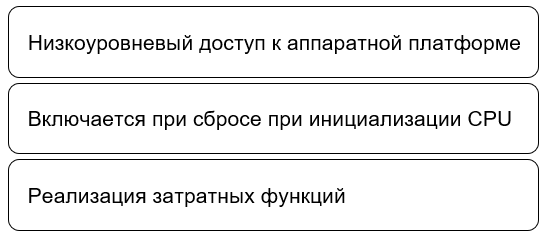 Низкоуровневый доступ к аппаратной платформе
Включается при сбросе при инициализации CPU
Реализация затратных функций